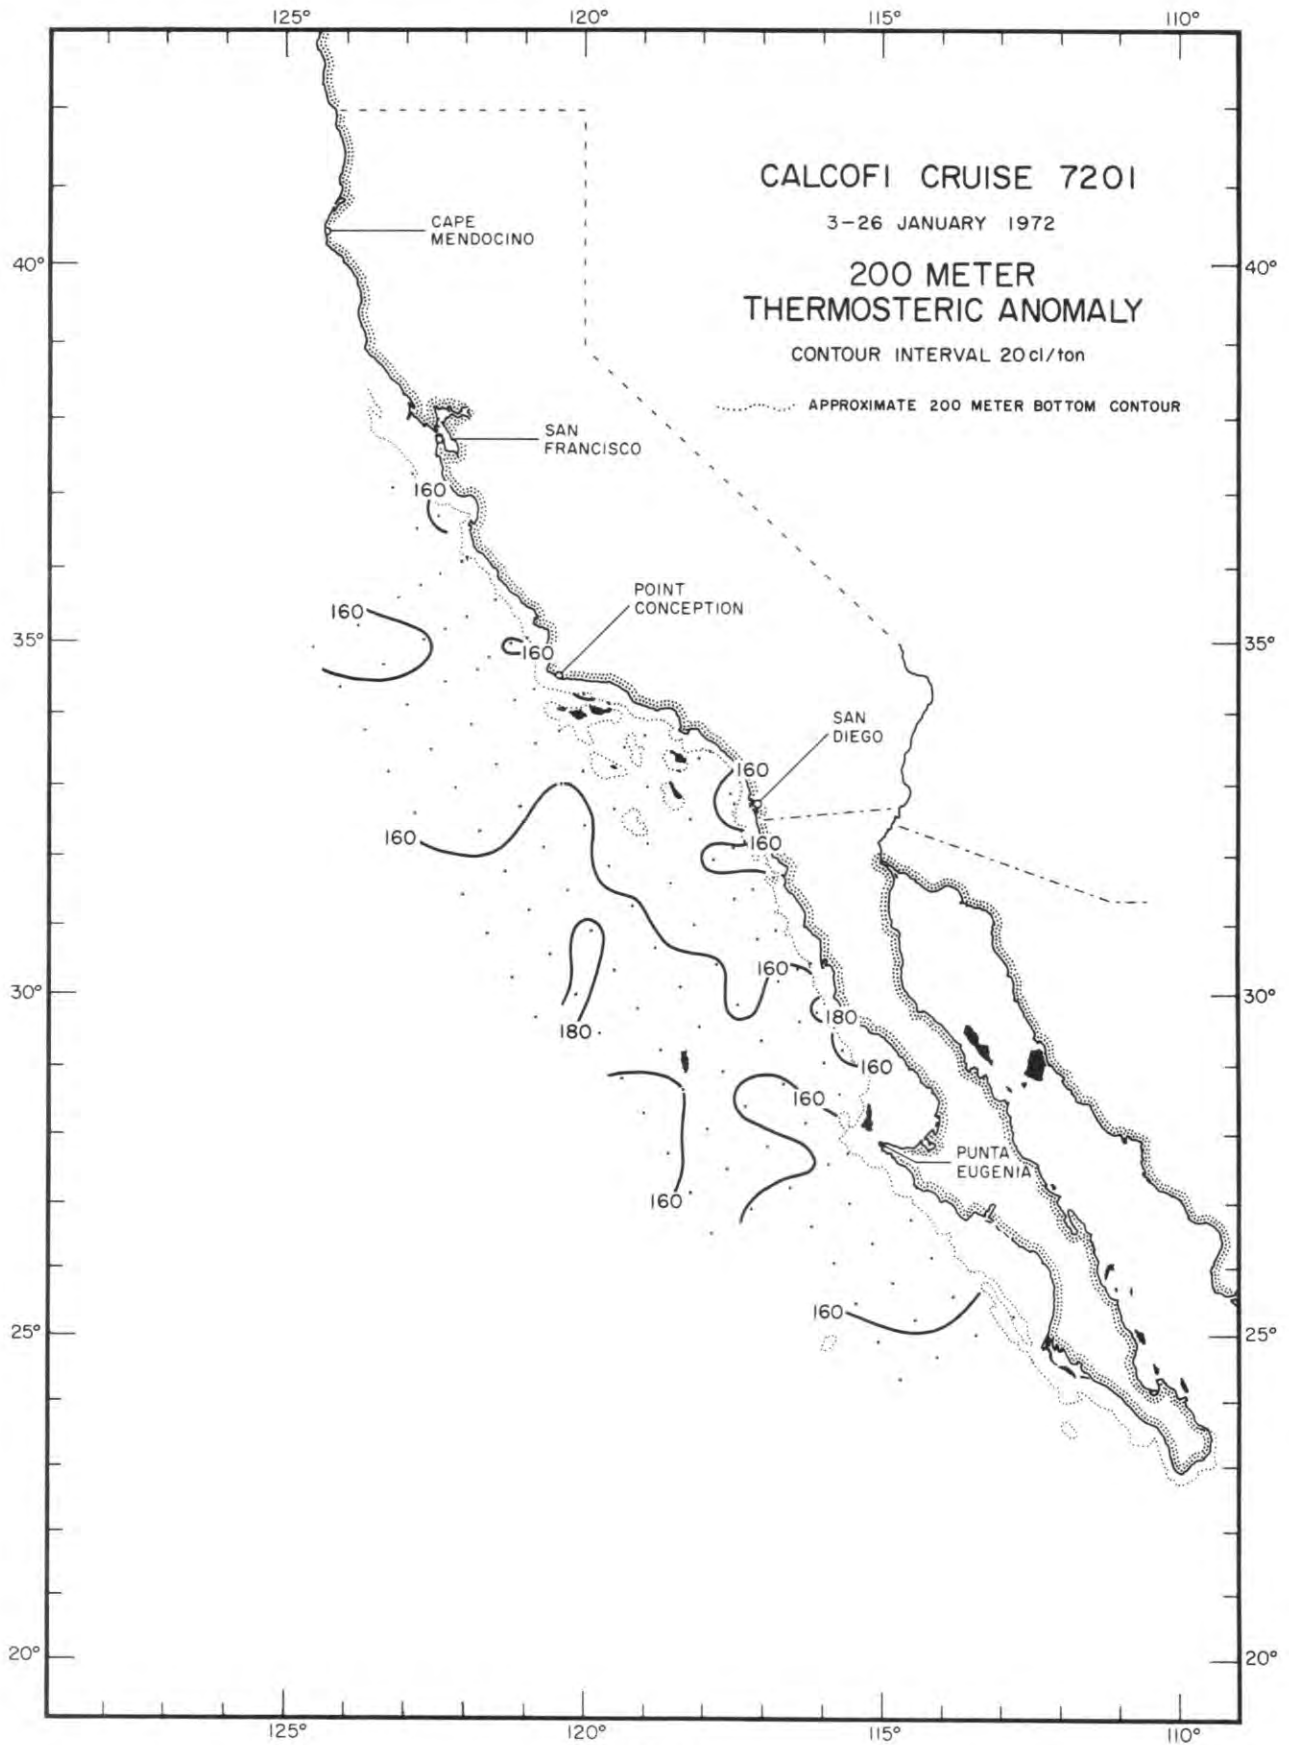 125° 120° 115° 110°
CALCOFI CRUISE 7201
3–26 JANUARY 1972
CAPE
MENDOCINO
40° 40°
200 METER
THERMOSTERIC ANOMALY
CONTOUR INTERVAL 20 cl/ton
APPROXIMATE 200 METER BOTTOM CONTOUR
SAN
FRANCISCO
160
POINT
CONCEPTION
160
35° 35°
160
SAN
DIEGO
160
160
160
160
30° 30°
180
180
160
160
PUNTA
EUGENIA
160
160
25° 25°
20° 20°
125° 120° 115° 110°